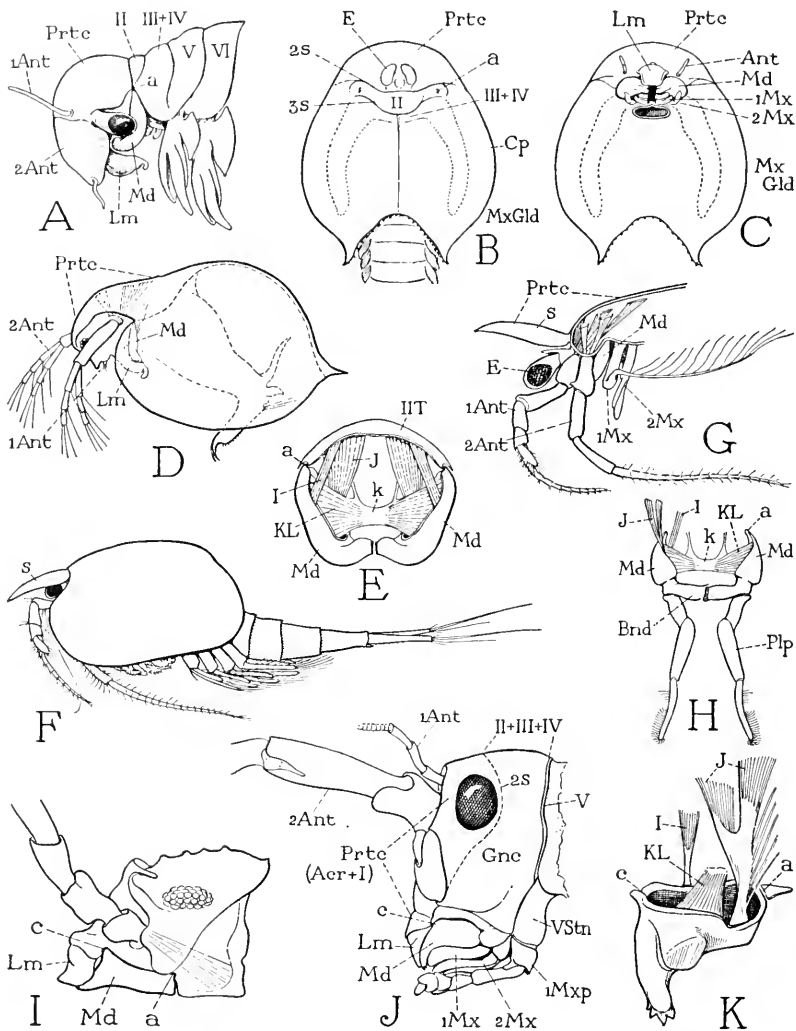 II III+IV
Prtc
V VI
1Ant
a
2Ant
Md
Lm
A
E
Prtc
2s
a
3s
II
III+IV
Cp
MxGld
B
Lm
Prtc
Ant
Md
1Mx
2Mx
Mx
Gld
C
Prtc
2Ant
Md
Lm
1Ant
D
IIT
a
J
I
k
KL
Md
Md
E
Prtc
s
Md
E
1Ant
2Ant
1Mx
2Mx
G
s
F
J
I
KL
a
k
Md
Md
Bnd
Plp
H
c
Lm
Md
a
I
1Ant
II+III+IV
2s
V
2Ant
Prtc
(Acr+I)
Gnc
c
VStn
Lm
Md
1Mxp
1Mx
2Mx
J
J
I
KL
c
a
K